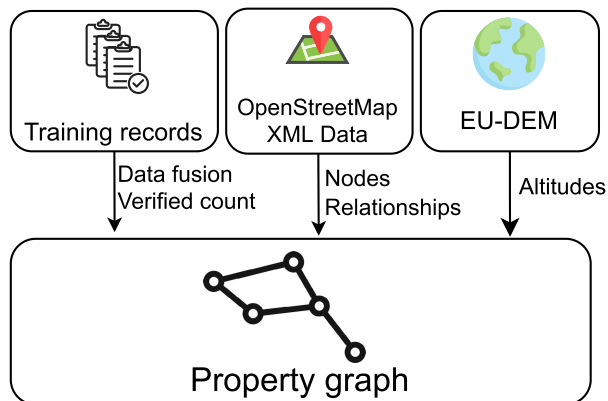 Training records
OpenStreetMap
XML Data
EU-DEM
Data fusion
Verified count
Nodes
Relationships
Altitudes
Property graph